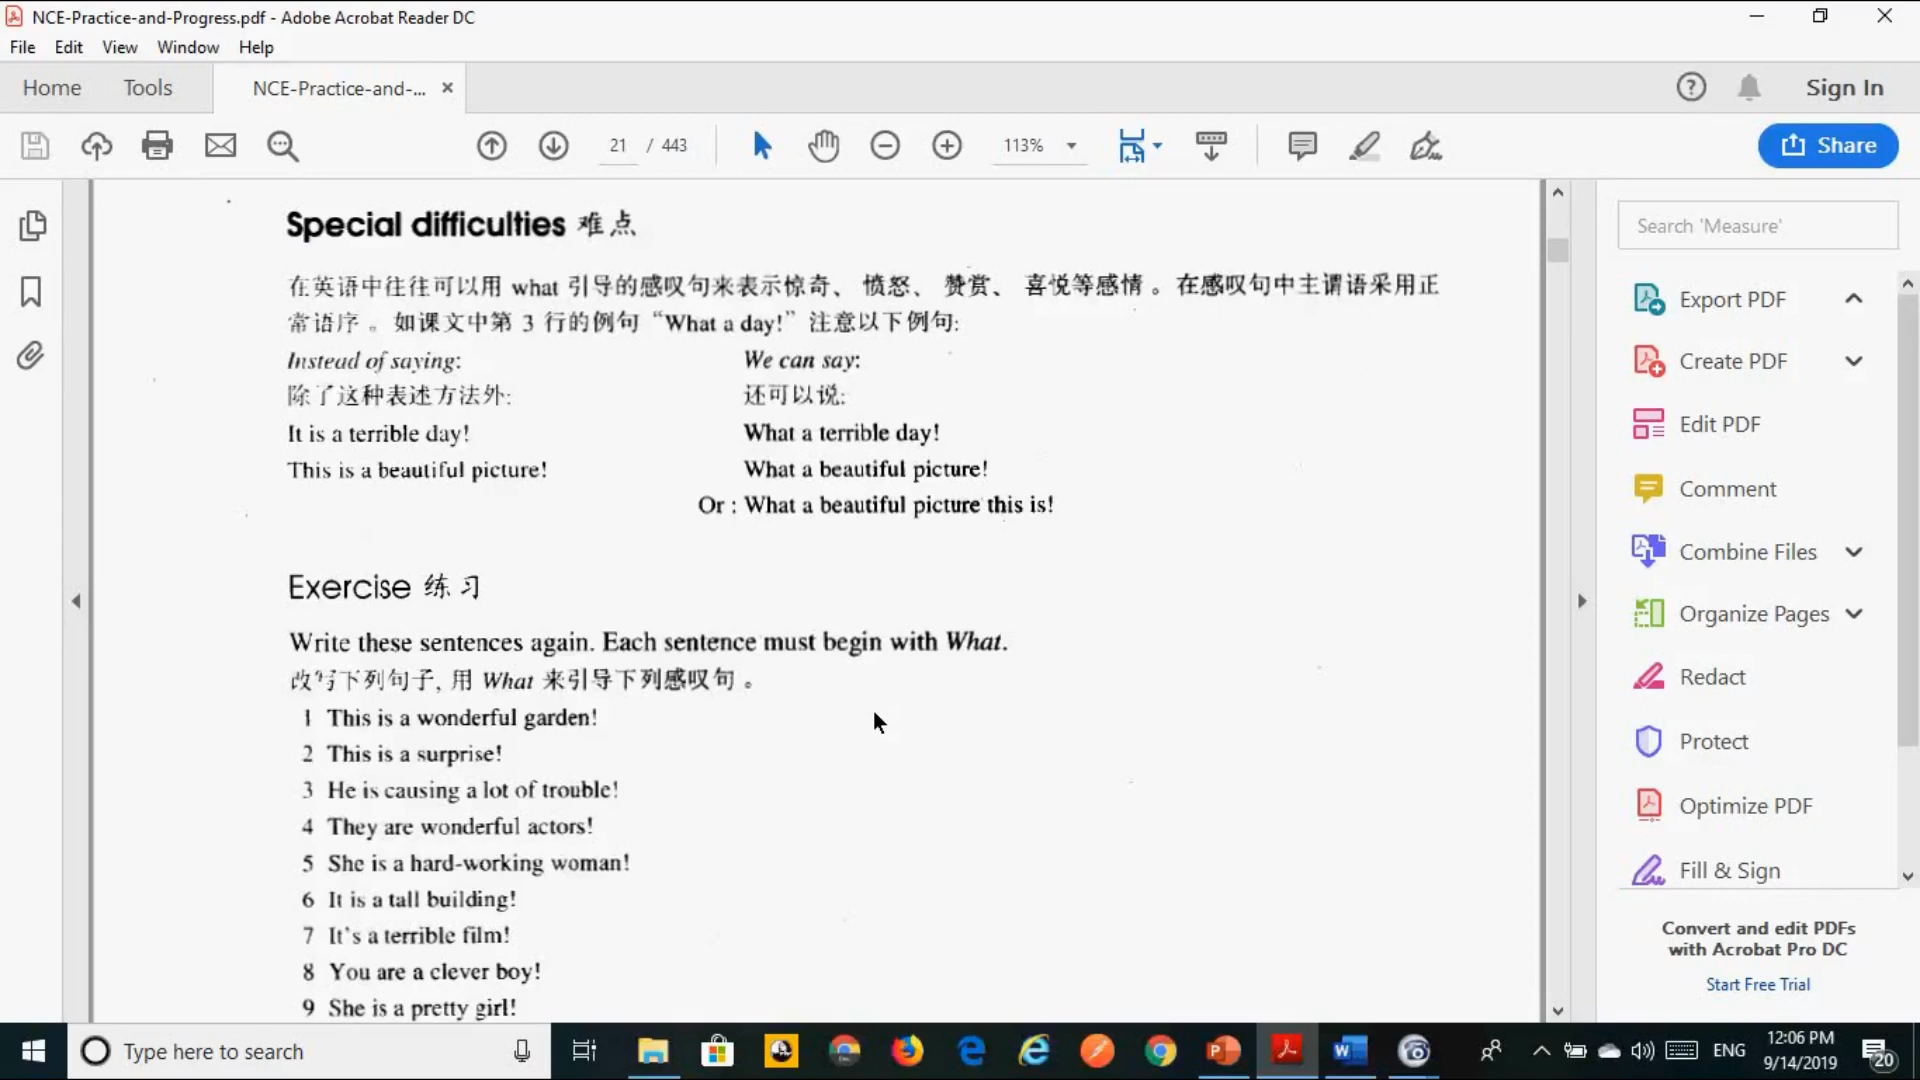 NCE-Practice-and-Progress.pdf - Adobe Acrobat Reader DC
File Edit View Window Help
Home Tools NCE-Practice-and-... × Sign In
21 / 443 113% Share
Special difficulties 难点
在英语中往往可以用 what 引导的感叹句来表示惊奇、愤怒、赞赏、喜悦等感情。在感叹句中主谓语采用正
常语序。如课文中第 3 行的例句 “What a day!” 注意以下例句:
Instead of saying: We can say:
除了这种表述方法外: 还可以说:
It is a terrible day! What a terrible day!
This is a beautiful picture! What a beautiful picture!
Or : What a beautiful picture this is!
Exercise 练习
Write these sentences again. Each sentence must begin with What.
改写下列句子, 用 What 来引导下列感叹句。
1 This is a wonderful garden!
2 This is a surprise!
3 He is causing a lot of trouble!
4 They are wonderful actors!
5 She is a hard-working woman!
6 It is a tall building!
7 It's a terrible film!
8 You are a clever boy!
9 She is a pretty girl!
Search 'Measure'
Export PDF
Create PDF
Edit PDF
Comment
Combine Files
Organize Pages
Redact
Protect
Optimize PDF
Fill & Sign
Convert and edit PDFs
with Acrobat Pro DC
Start Free Trial
Type here to search
ENG
12:06 PM
9/14/2019
20